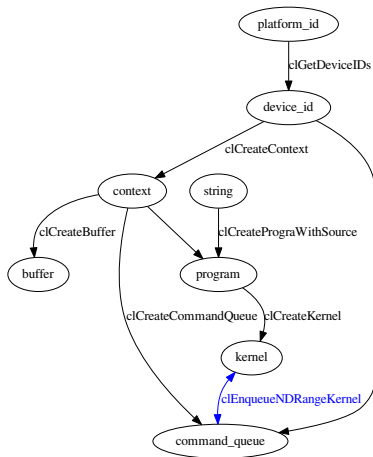 platform_id
clGetDeviceIDs
device_id
clCreateContext
context
string
clCreateBuffer
clCreatePrograWithSource
buffer
program
clCreateCommandQueue
clCreateKernel
kernel
clEnqueueNDRangeKernel
command_queue